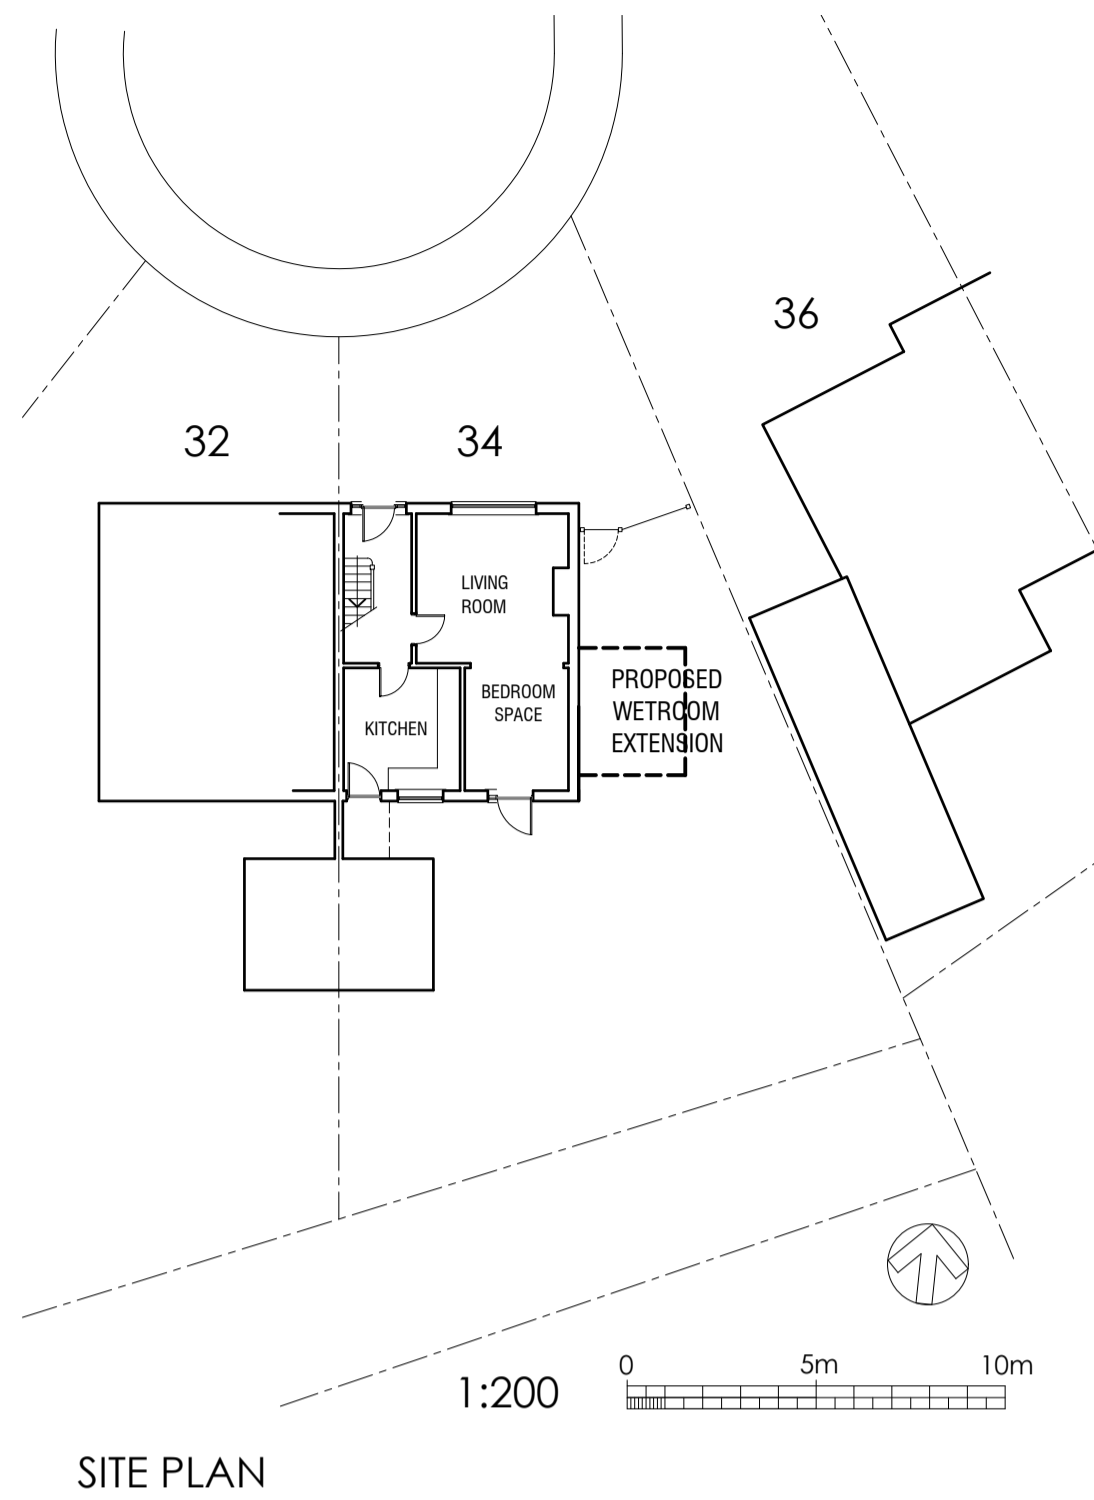 36
32
34
LIVING
ROOM
PROPOSED
WETROOM
EXTENSION
BEDROOM
SPACE
KITCHEN
0 5m 10m
1:200
SITE PLAN